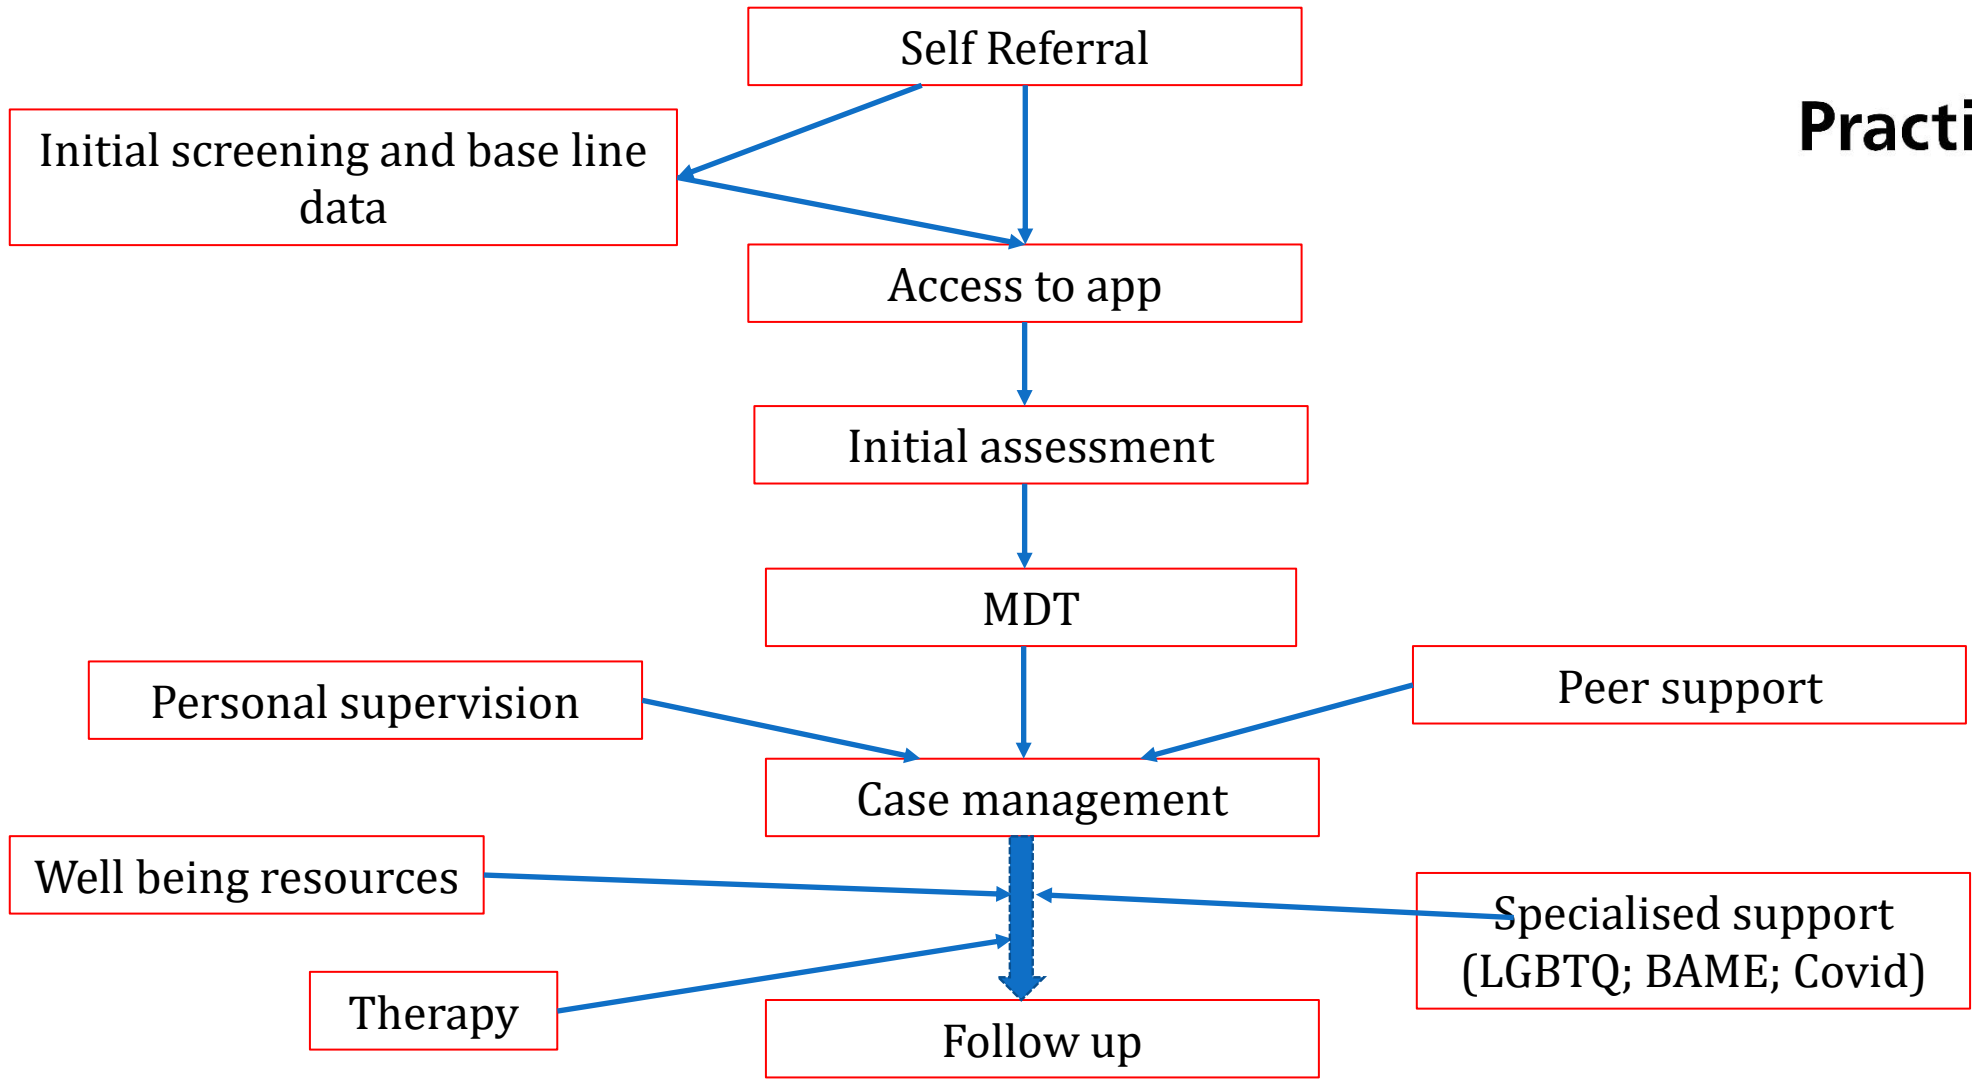 Self Referral
Practi
Initial screening and base line
data
Access to app
Initial assessment
MDT
Personal supervision
Peer support
Case management
Well being resources
Specialised support
(LGBTQ; BAME; Covid)
Therapy
Follow up